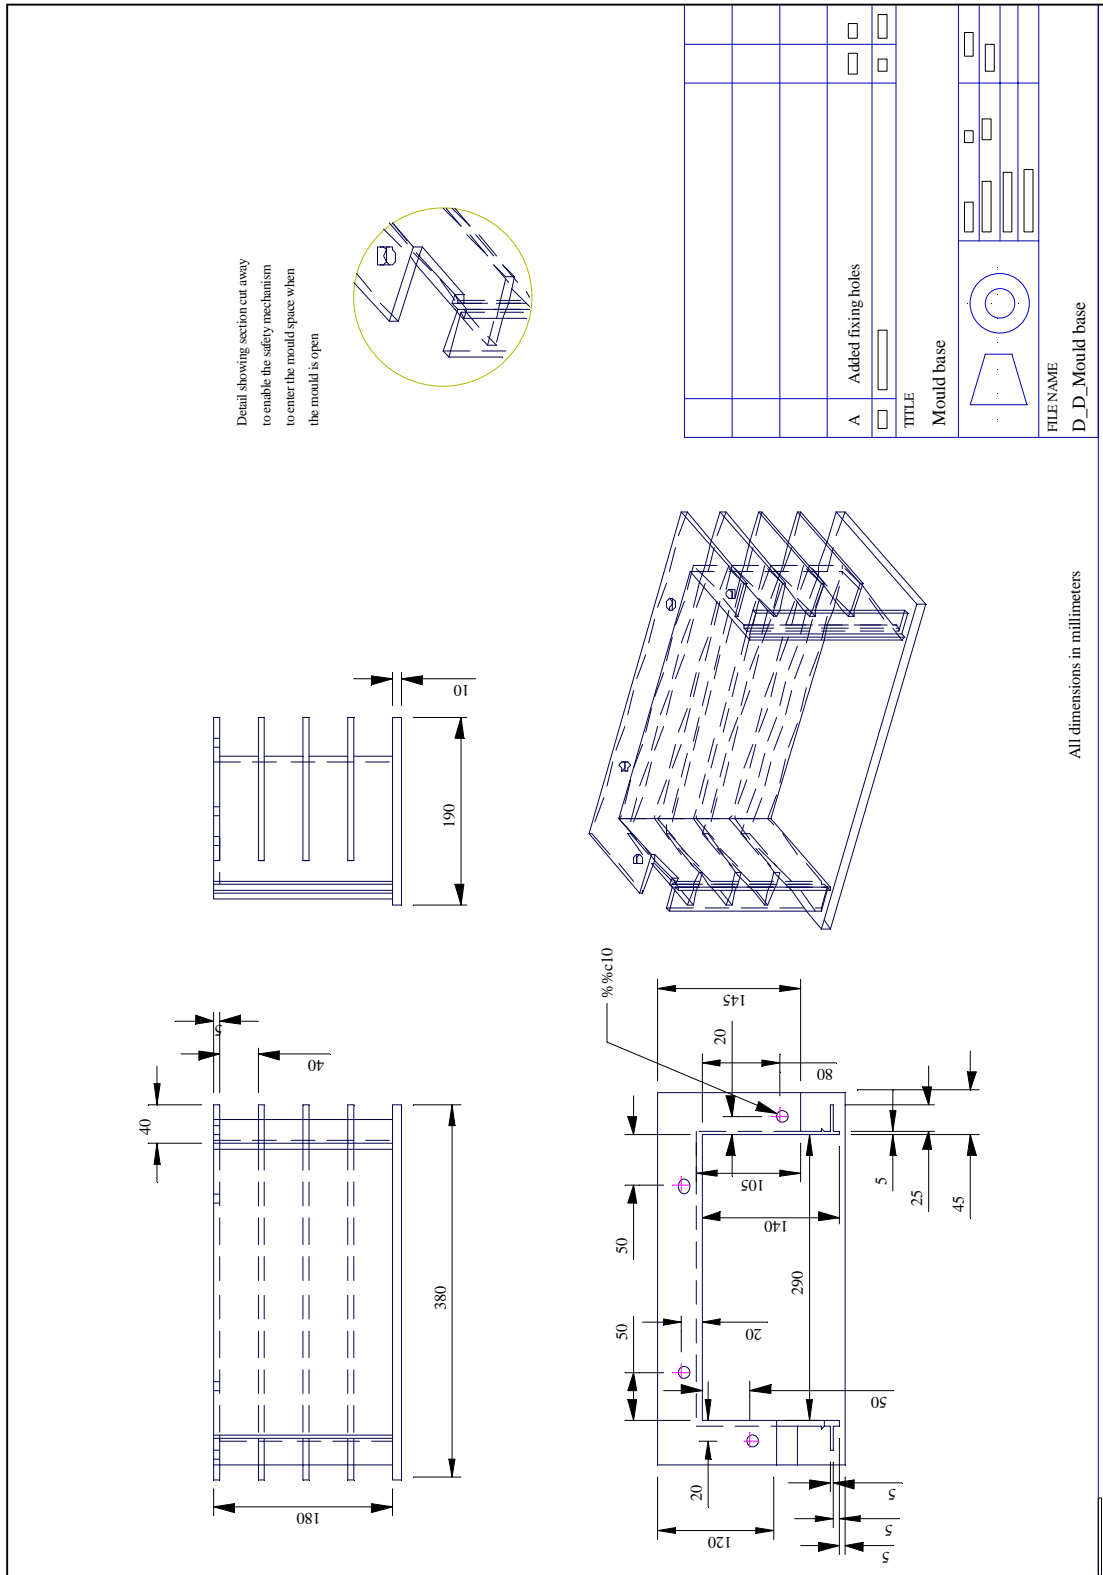 Detail showing section cut away
to enable the safety mechanism
to enter the mould space when
the mould is open
A Added fixing holes
TITLE
Mould base
FILE NAME
D_D_Mould base
All dimensions in millimeters
10
190
5
40
40
380
180
%%c10
145
20
80
105
50
140
5
25
45
290
50
20
50
20
120
5
5
5